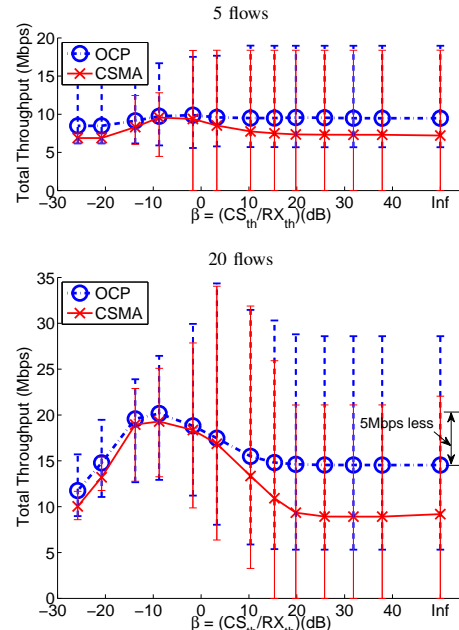 5 flows
Total Throughput (Mbps)
20
15
10
5
0
OCP
CSMA
−30 −20 −10 0 10 20 30 40 Inf
β = (CS_th/RX_th)(dB)
20 flows
Total Throughput (Mbps)
35
30
25
20
15
10
5
0
OCP
CSMA
5Mbps less
−30 −20 −10 0 10 20 30 40 Inf
β = (CS_th/RX_th)(dB)